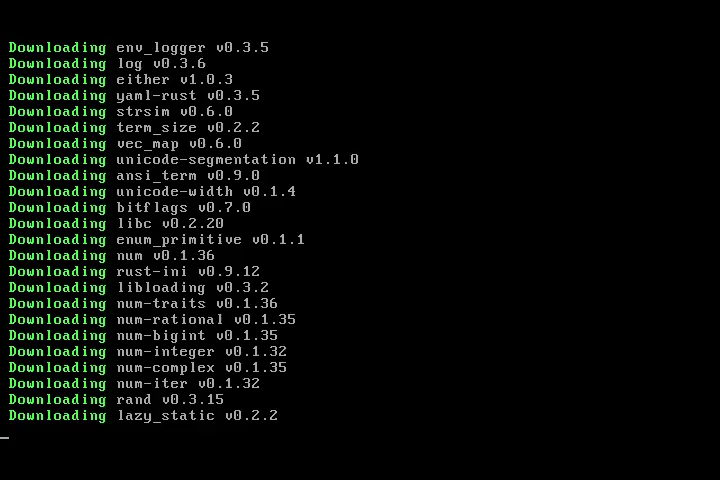 Downloading env_logger v0.3.5
Downloading log v0.3.6
Downloading either v1.0.3
Downloading yaml-rust v0.3.5
Downloading strsim v0.6.0
Downloading term_size v0.2.2
Downloading vec_map v0.6.0
Downloading unicode-segmentation v1.1.0
Downloading ansi_term v0.9.0
Downloading unicode-width v0.1.4
Downloading bitflags v0.7.0
Downloading libc v0.2.20
Downloading enum_primitive v0.1.1
Downloading num v0.1.36
Downloading rust-ini v0.9.12
Downloading libloading v0.3.2
Downloading num-traits v0.1.36
Downloading num-rational v0.1.35
Downloading num-bigint v0.1.35
Downloading num-integer v0.1.32
Downloading num-complex v0.1.35
Downloading num-iter v0.1.32
Downloading rand v0.3.15
Downloading lazy_static v0.2.2